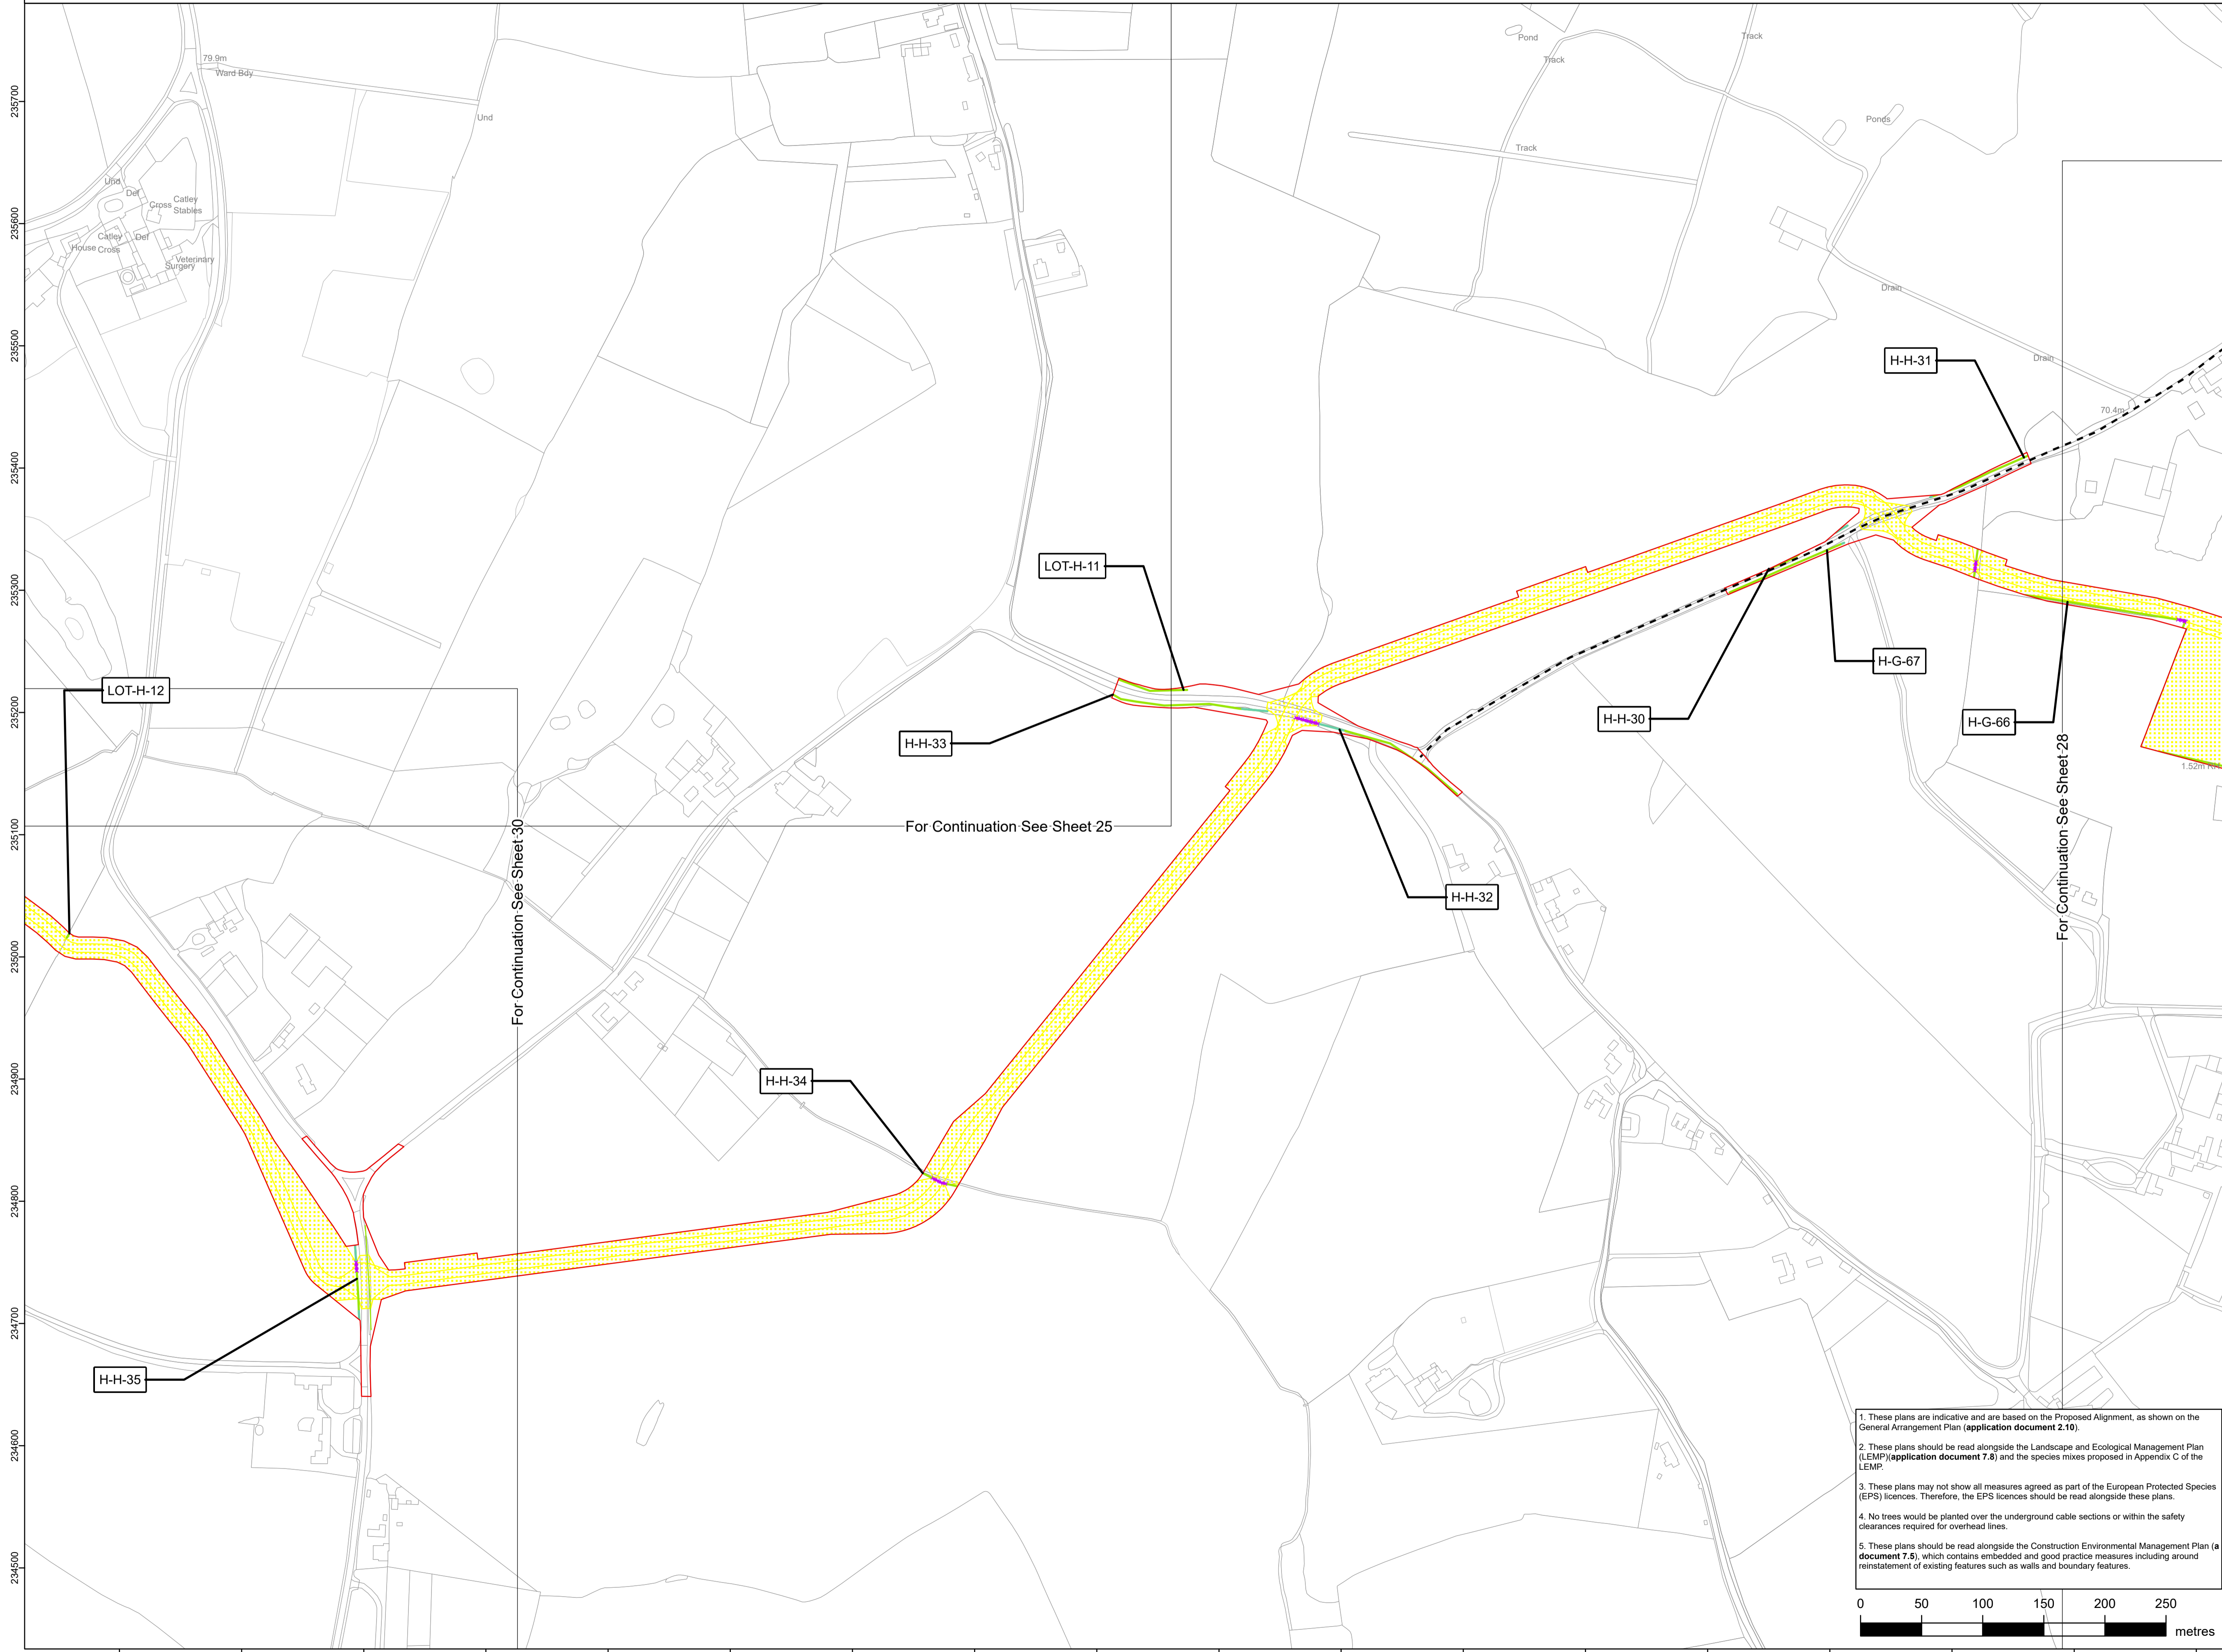 79.9m
Ward Bdy
Und
Und
Def
Cross
Catley
Stables
Catley
Def
House
Cross
Veterinary
Surgery
Pond
Track
Track
Track
Ponds
Drain
Drain
70.4m
235700
235600
235500
235400
235300
235200
235100
235000
234900
234800
234700
234600
234500
H-H-31
LOT-H-11
LOT-H-12
H-G-67
H-H-30
H-G-66
H-H-33
H-H-32
H-H-34
H-H-35
For Continuation See Sheet 25
For Continuation See Sheet 30
For Continuation See Sheet 28
1.52m
1. These plans are indicative and are based on the Proposed Alignment, as shown on the
General Arrangement Plan (application document 2.10).
2. These plans should be read alongside the Landscape and Ecological Management Plan
(LEMP)(application document 7.8) and the species mixes proposed in Appendix C of the
LEMP.
3. These plans may not show all measures agreed as part of the European Protected Species
(EPS) licences. Therefore, the EPS licences should be read alongside these plans.
4. No trees would be planted over the underground cable sections or within the safety
clearances required for overhead lines.
5. These plans should be read alongside the Construction Environmental Management Plan (a
document 7.5), which contains embedded and good practice measures including around
reinstatement of existing features such as walls and boundary features.
0 50 100 150 200 250
metres